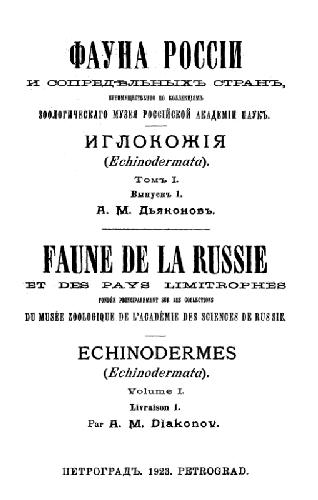 ФАУНА РОССІИ
И СОПРЕДѢЛЬНЫХЪ СТРАНЪ,
ПРЕИМУЩЕСТВЕННО ПО КОЛЛЕКЦІЯМЪ
ЗООЛОГИЧЕСКАГО МУЗЕЯ РОССІЙСКОЙ АКАДЕМІИ НАУКЪ.
ИГЛОКОЖІЯ
(Echinodermata).
Томъ I.
Выпускъ 1.
А. М. Дьяконовъ.
FAUNE DE LA RUSSIE
ET DES PAYS LIMITROPHES
FONDÉE PRINCIPALEMENT SUR LES COLLECTIONS
DU MUSÉE ZOOLOGIQUE DE L'ACADÉMIE DES SCIENCES DE RUSSIE.
ECHINODERMES
(Echinodermata).
Volume I.
Livraison 1.
Par A. M. Diakonov.
ПЕТРОГРАДЪ. 1923. PETROGRAD.